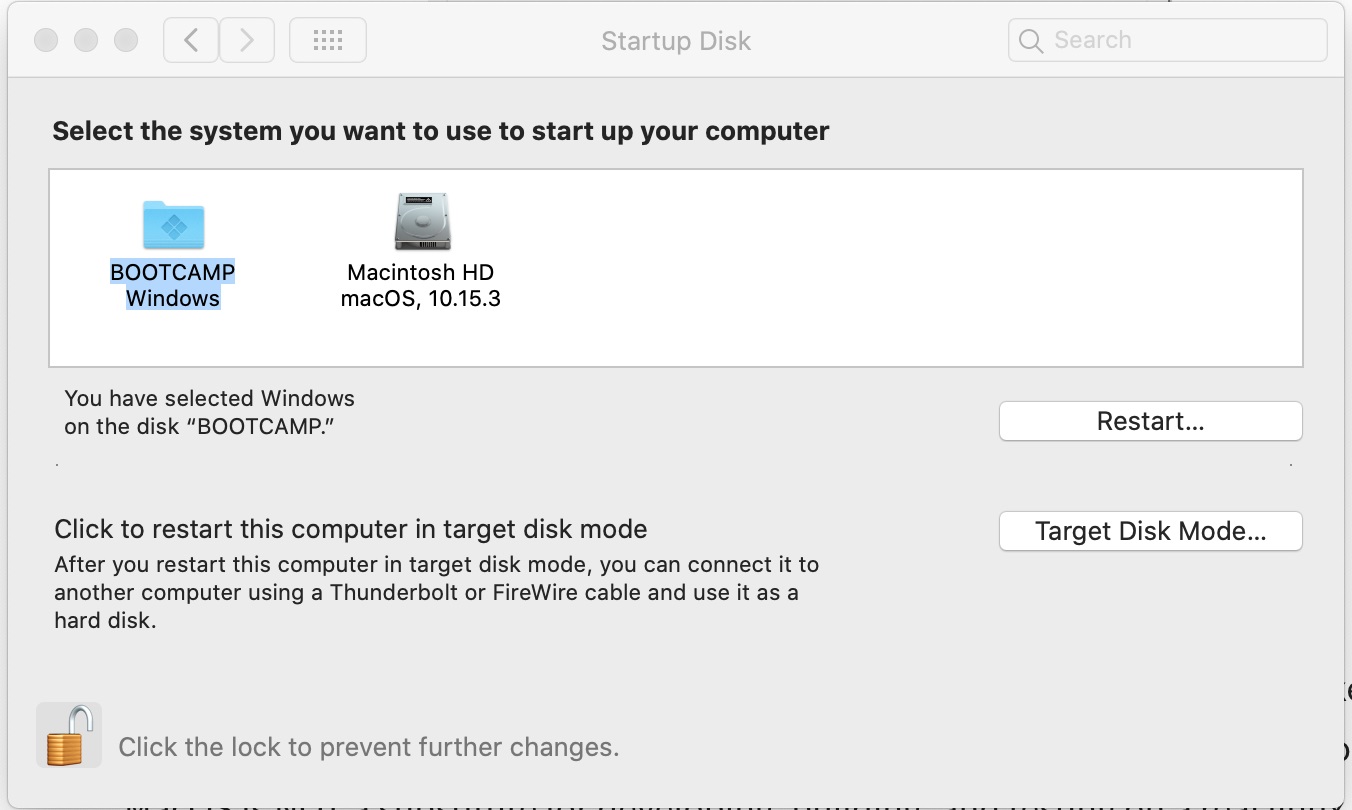 Startup Disk
Search
Select the system you want to use to start up your computer
BOOTCAMP
Windows
Macintosh HD
macOS, 10.15.3
You have selected Windows
on the disk “BOOTCAMP.”
Restart...
Click to restart this computer in target disk mode
Target Disk Mode...
After you restart this computer in target disk mode, you can connect it to
another computer using a Thunderbolt or FireWire cable and use it as a
hard disk.
Click the lock to prevent further changes.